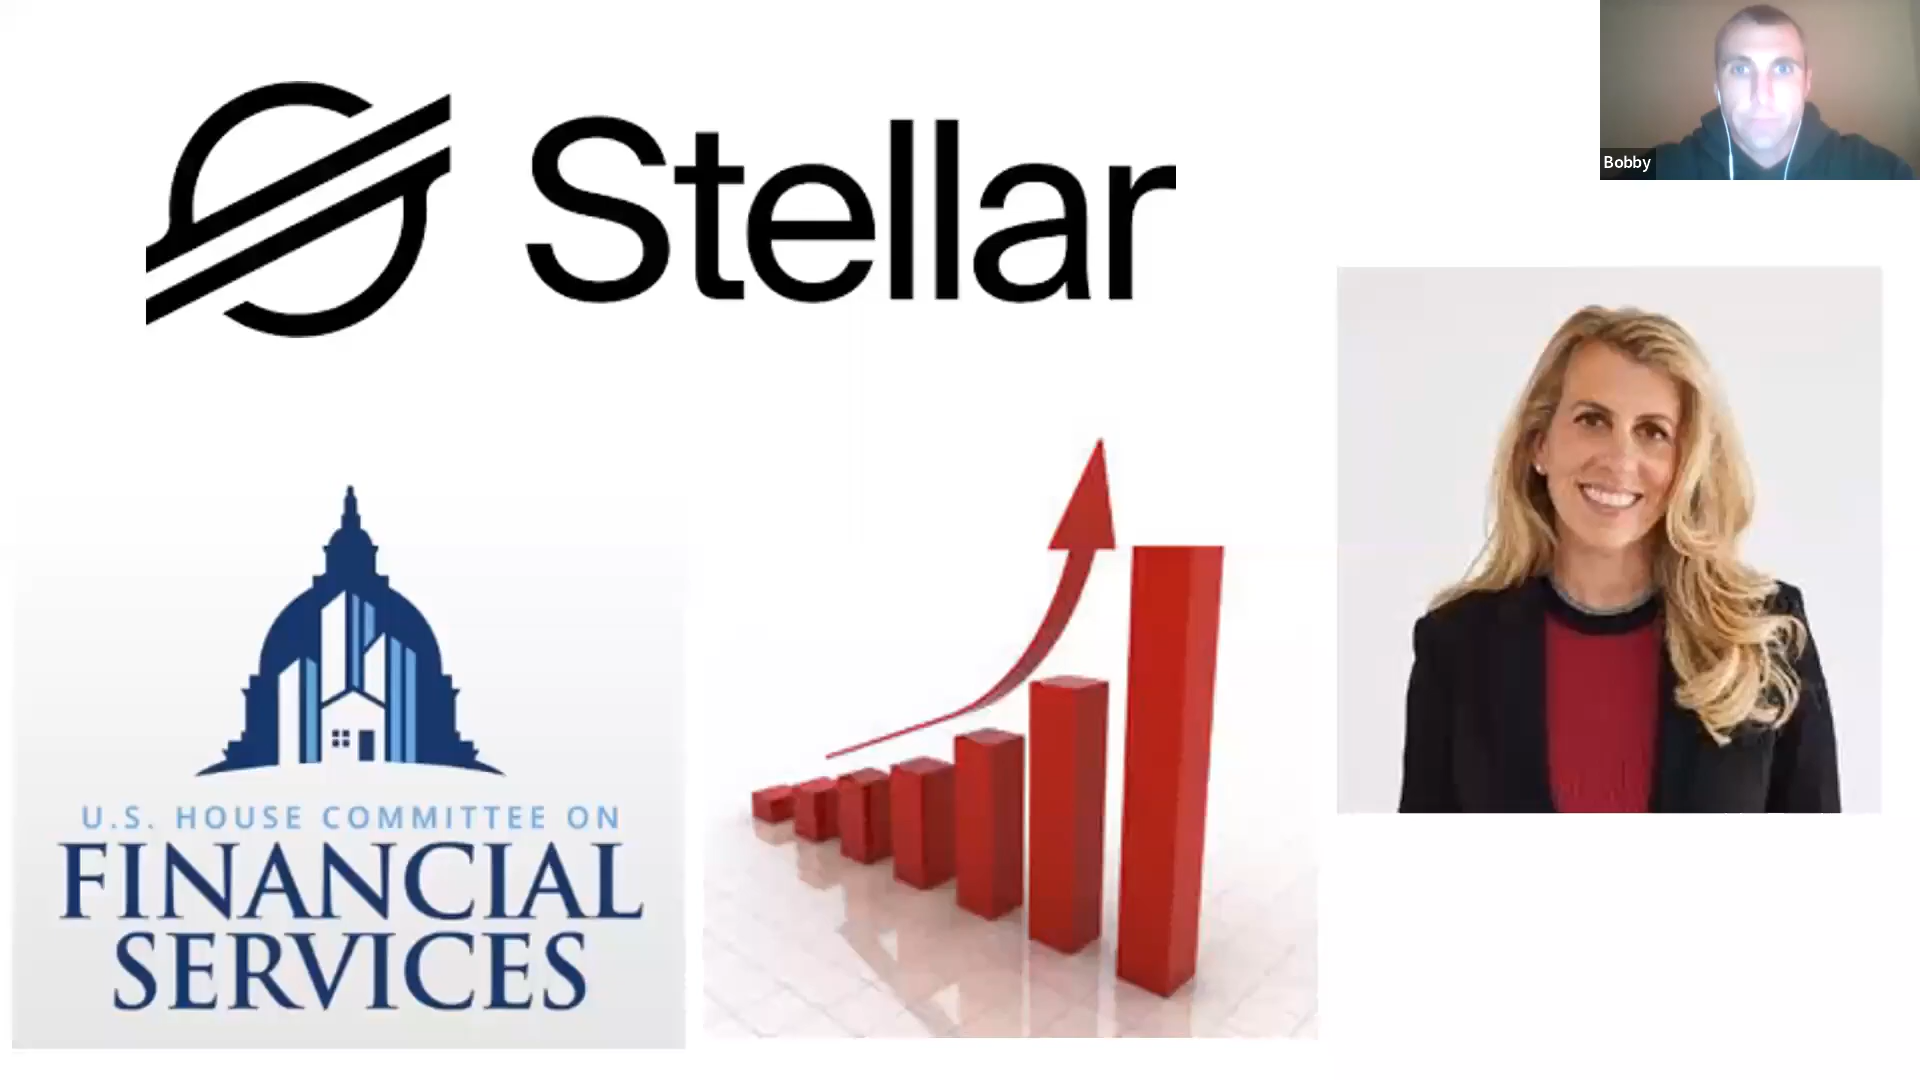 Stellar
Bobby
U.S. HOUSE COMMITTEE ON
FINANCIAL
SERVICES